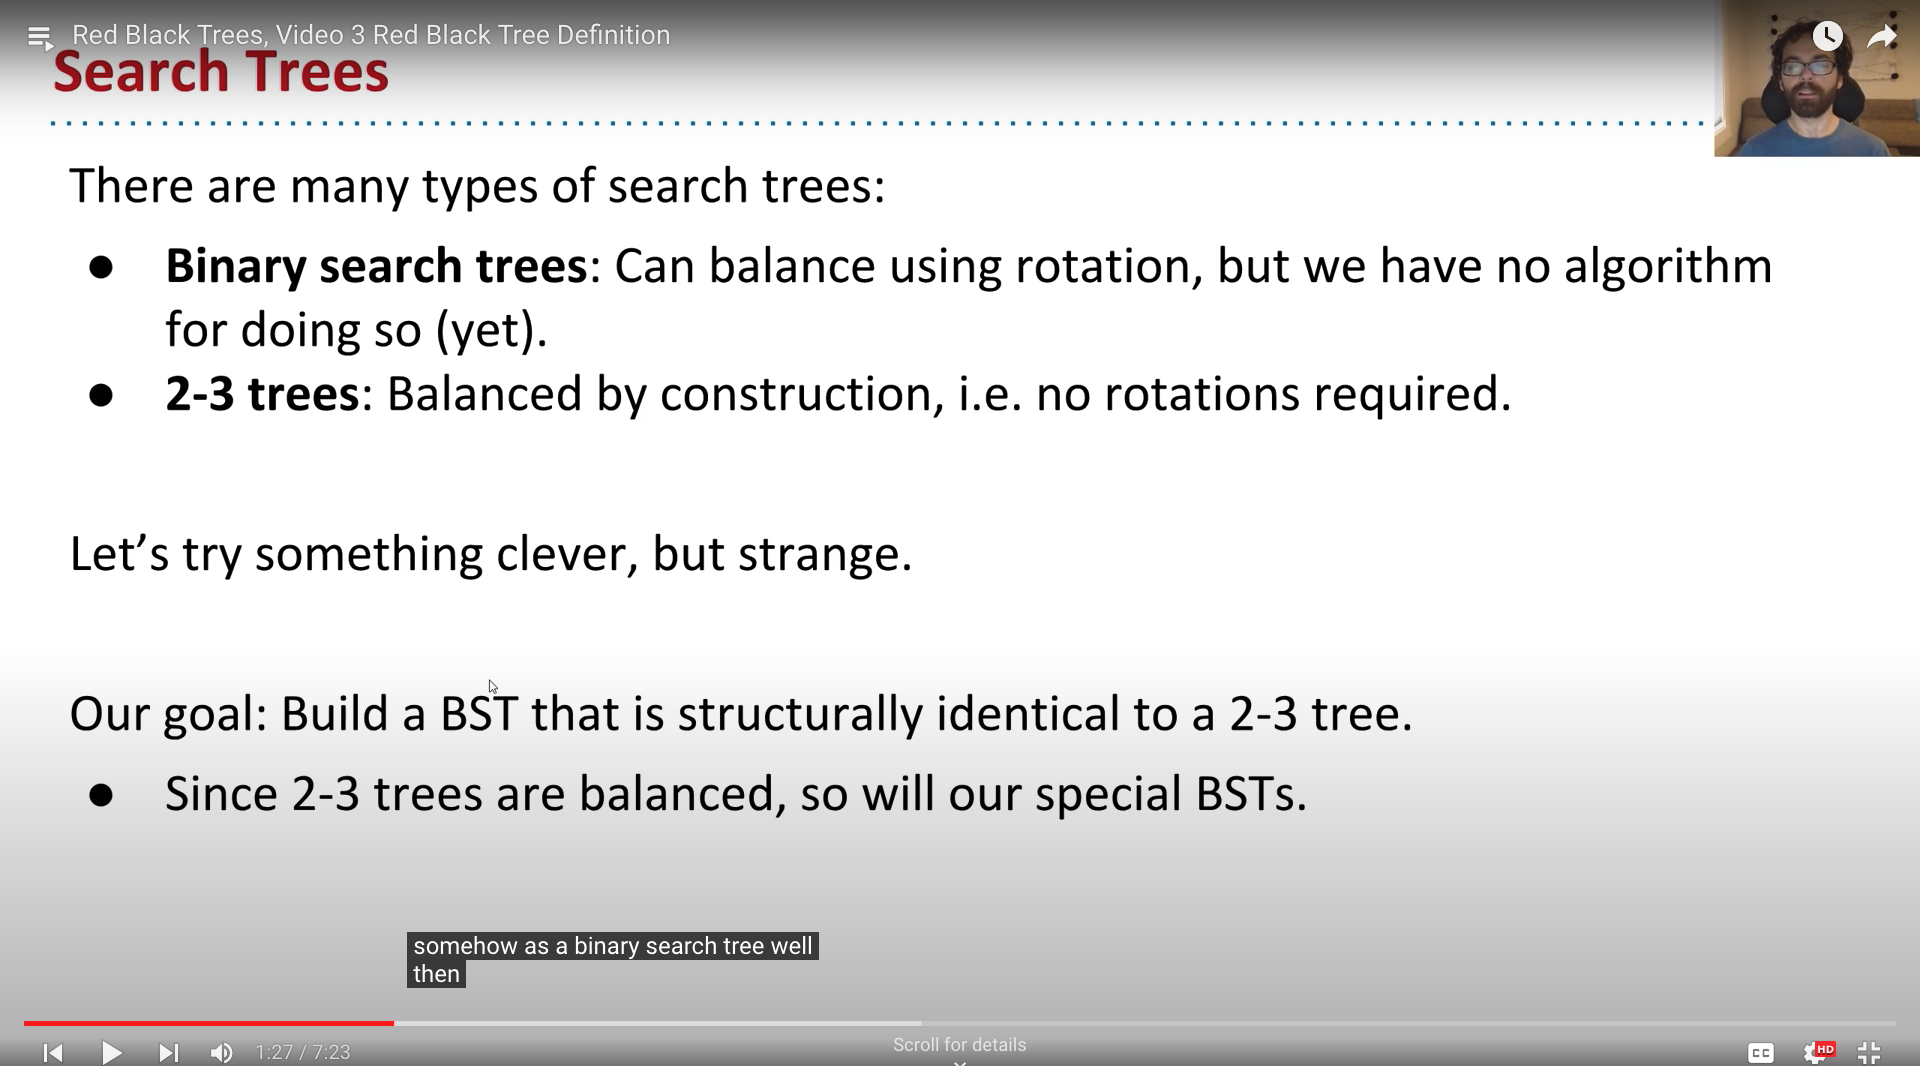 Red Black Trees, Video 3 Red Black Tree Definition
Search Trees
There are many types of search trees:
● Binary search trees: Can balance using rotation, but we have no algorithm
for doing so (yet).
● 2-3 trees: Balanced by construction, i.e. no rotations required.
Let’s try something clever, but strange.
Our goal: Build a BST that is structurally identical to a 2-3 tree.
● Since 2-3 trees are balanced, so will our special BSTs.
somehow as a binary search tree well
then
1:27 / 7:23
Scroll for details
CC
HD